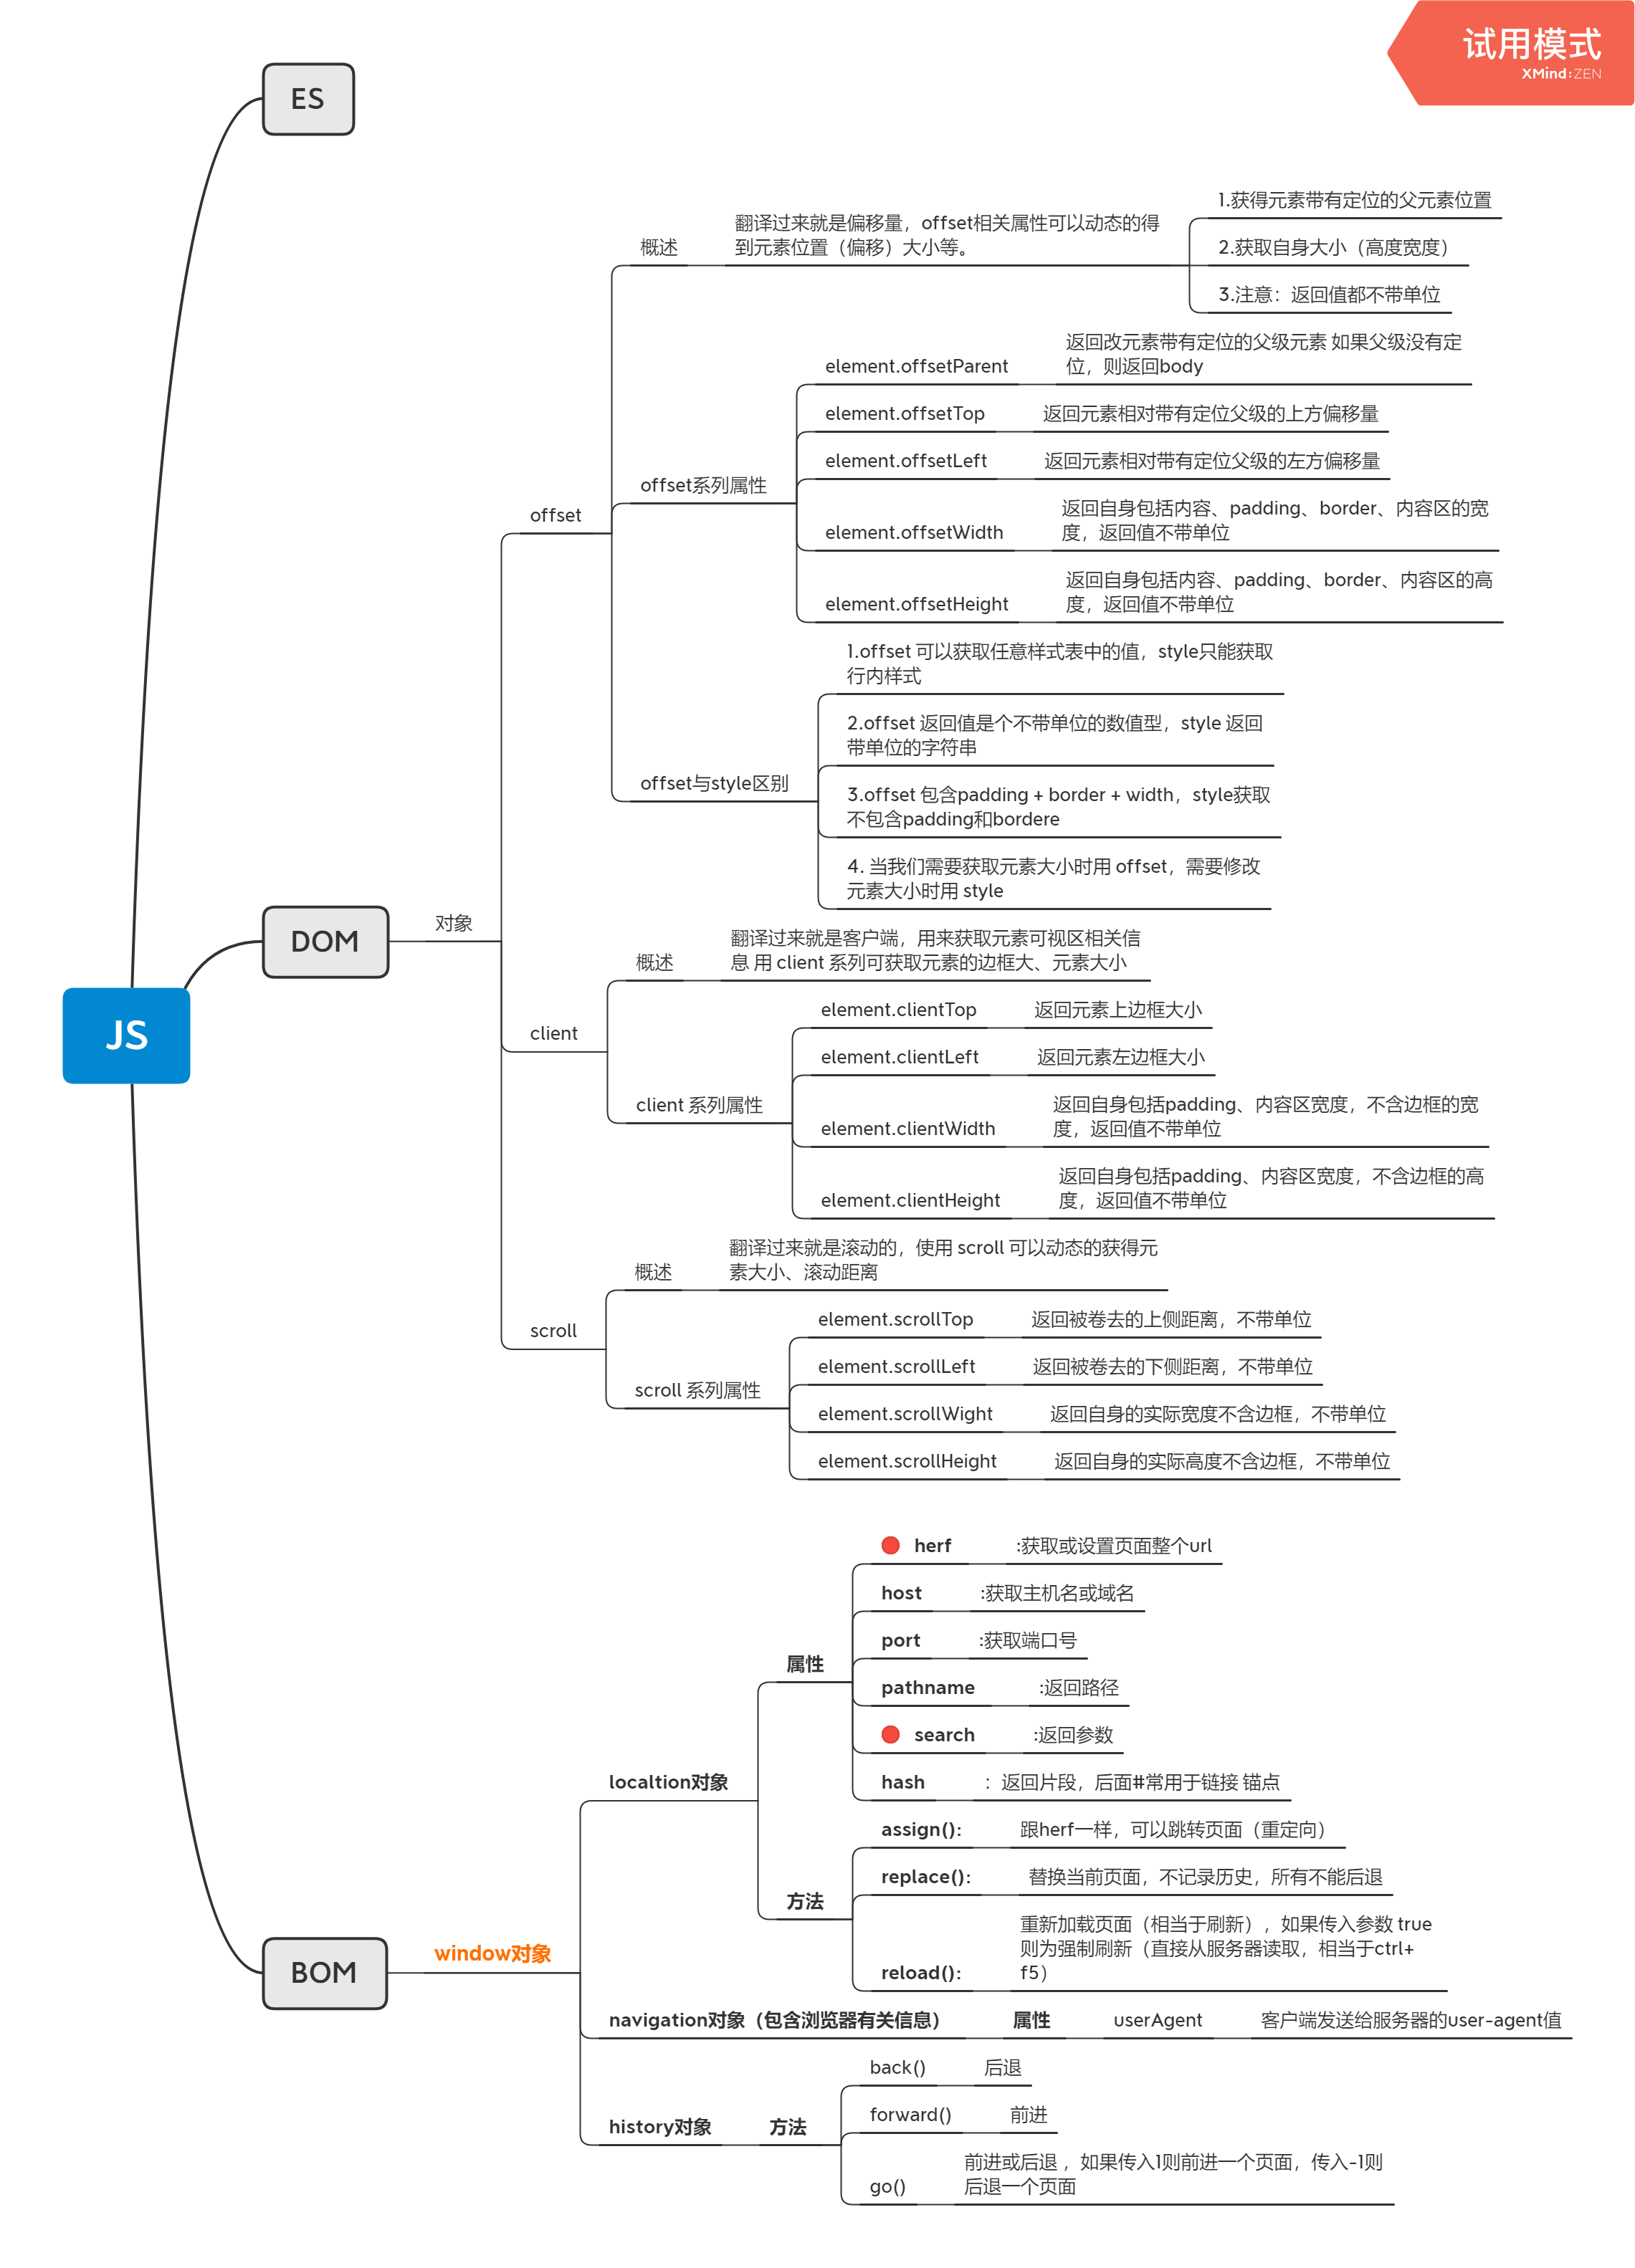 试用模式
XMind:ZEN
JS
ES
DOM
对象
offset
概述
翻译过来就是偏移量，offset相关属性可以动态的得
到元素位置（偏移）大小等。
1.获得元素带有定位的父元素位置
2.获取自身大小（高度宽度）
3.注意：返回值都不带单位
offset系列属性
element.offsetParent
返回改元素带有定位的父级元素 如果父级没有定
位，则返回body
element.offsetTop
返回元素相对带有定位父级的上方偏移量
element.offsetLeft
返回元素相对带有定位父级的左方偏移量
element.offsetWidth
返回自身包括内容、padding、border、内容区的宽
度，返回值不带单位
element.offsetHeight
返回自身包括内容、padding、border、内容区的高
度，返回值不带单位
offset与style区别
1.offset 可以获取任意样式表中的值，style只能获取
行内样式
2.offset 返回值是个不带单位的数值型，style 返回
带单位的字符串
3.offset 包含padding + border + width，style获取
不包含padding和bordere
4. 当我们需要获取元素大小时用 offset，需要修改
元素大小时用 style
client
概述
翻译过来就是客户端，用来获取元素可视区相关信
息 用 client 系列可获取元素的边框大、元素大小
client 系列属性
element.clientTop
返回元素上边框大小
element.clientLeft
返回元素左边框大小
element.clientWidth
返回自身包括padding、内容区宽度，不含边框的宽
度，返回值不带单位
element.clientHeight
返回自身包括padding、内容区宽度，不含边框的高
度，返回值不带单位
scroll
概述
翻译过来就是滚动的，使用 scroll 可以动态的获得元
素大小、滚动距离
scroll 系列属性
element.scrollTop
返回被卷去的上侧距离，不带单位
element.scrollLeft
返回被卷去的下侧距离，不带单位
element.scrollWight
返回自身的实际宽度不含边框，不带单位
element.scrollHeight
返回自身的实际高度不含边框，不带单位
BOM
window对象
localtion对象
属性
herf
:获取或设置页面整个url
host
:获取主机名或域名
port
:获取端口号
pathname
:返回路径
search
:返回参数
hash
：返回片段，后面#常用于链接 锚点
方法
assign():
跟herf一样，可以跳转页面（重定向）
replace():
替换当前页面，不记录历史，所有不能后退
reload():
重新加载页面（相当于刷新），如果传入参数 true
则为强制刷新（直接从服务器读取，相当于ctrl+
f5）
navigation对象（包含浏览器有关信息）
属性
userAgent
客户端发送给服务器的user-agent值
history对象
方法
back()
后退
forward()
前进
go()
前进或后退 ，如果传入1则前进一个页面，传入-1则
后退一个页面